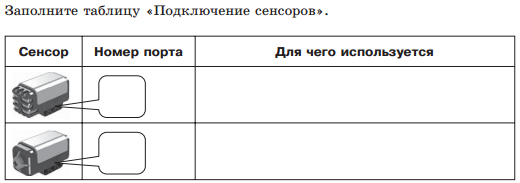 Заполните таблицу «Подключение сенсоров».
Сенсор Номер порта Для чего используется